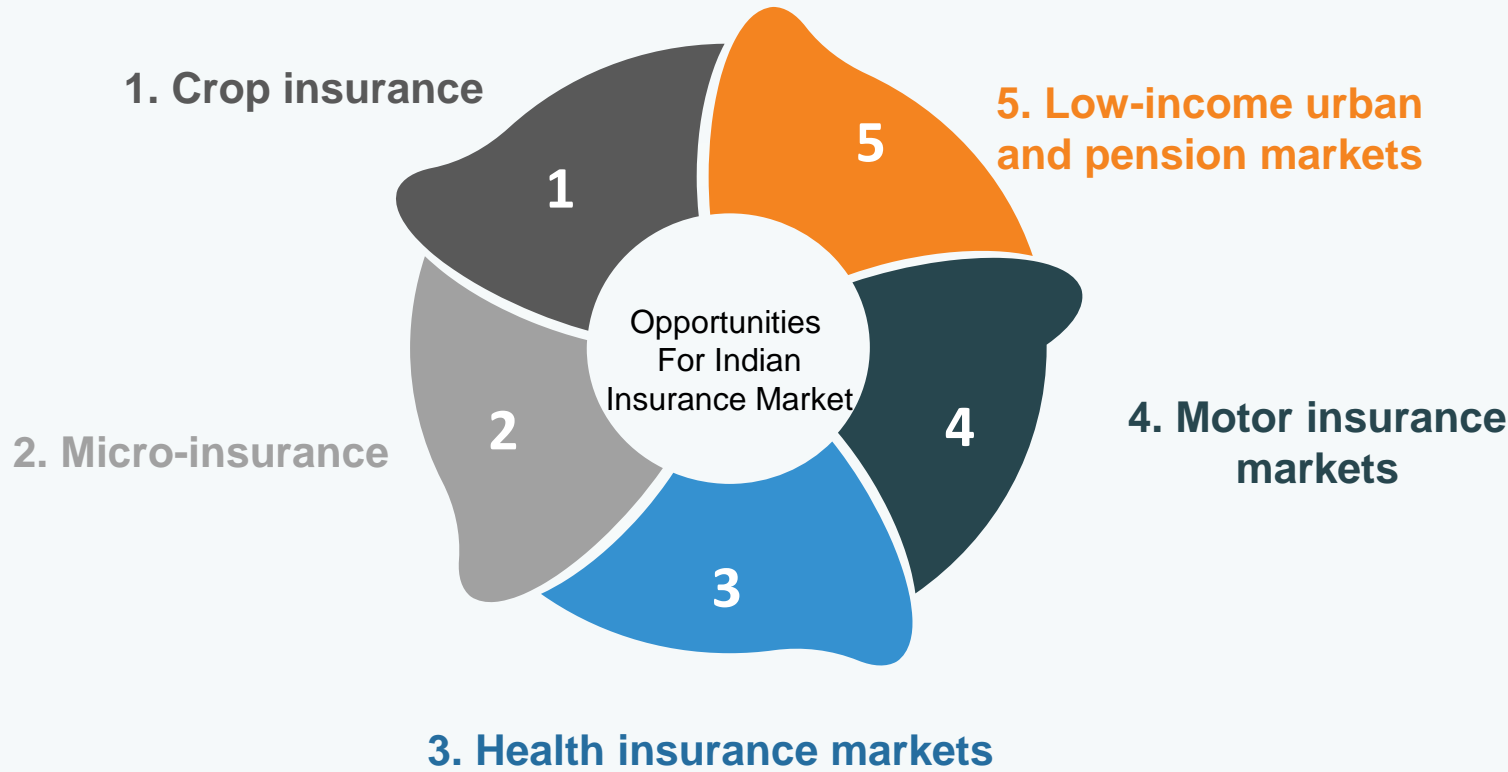 1. Crop insurance
1
5
5. Low-income urban
and pension markets
Opportunities
For Indian
Insurance Market
2
2. Micro-insurance
4
4. Motor insurance
markets
3
3. Health insurance markets